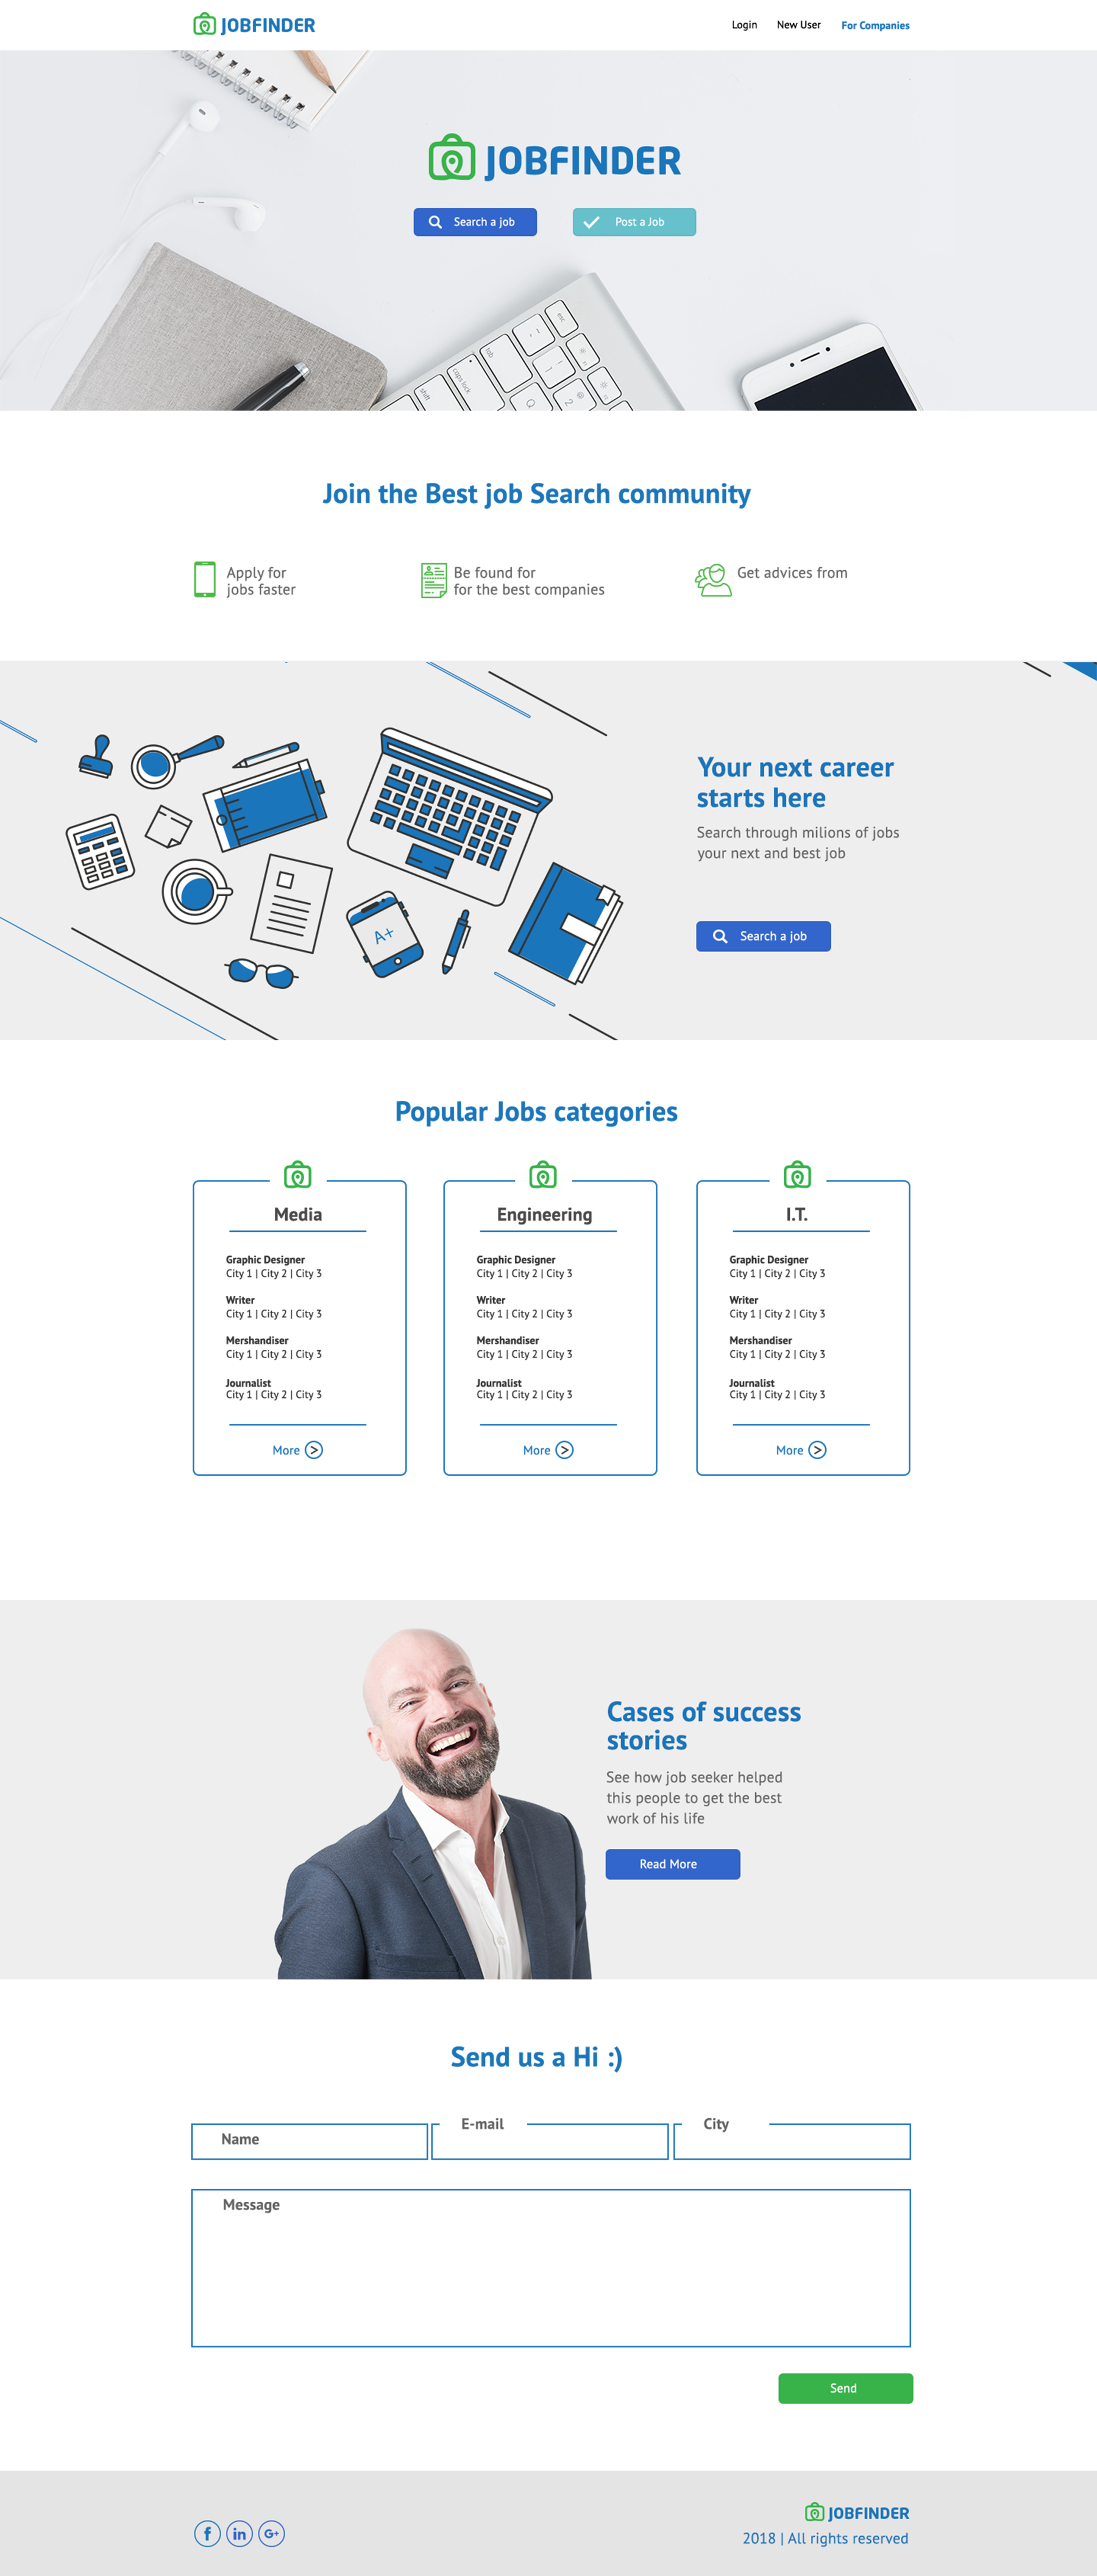 JOBFINDER
Login New User For Companies
JOBFINDER
Search a job
Post a Job
esc
tab
caps lock
shift
Q
2
Join the Best job Search community
Apply for
jobs faster
Be found for
for the best companies
Get advices from
A+
Your next career
starts here
Search through milions of jobs
your next and best job
Search a job
Popular Jobs categories
Media
Graphic Designer
City 1 | City 2 | City 3
Writer
City 1 | City 2 | City 3
Mershandiser
City 1 | City 2 | City 3
Journalist
City 1 | City 2 | City 3
More >
Engineering
Graphic Designer
City 1 | City 2 | City 3
Writer
City 1 | City 2 | City 3
Mershandiser
City 1 | City 2 | City 3
Journalist
City 1 | City 2 | City 3
More >
I.T.
Graphic Designer
City 1 | City 2 | City 3
Writer
City 1 | City 2 | City 3
Mershandiser
City 1 | City 2 | City 3
Journalist
City 1 | City 2 | City 3
More >
Cases of success
stories
See how job seeker helped
this people to get the best
work of his life
Read More
Send us a Hi :)
Name
E-mail
City
Message
Send
f in G+
JOBFINDER
2018 | All rights reserved